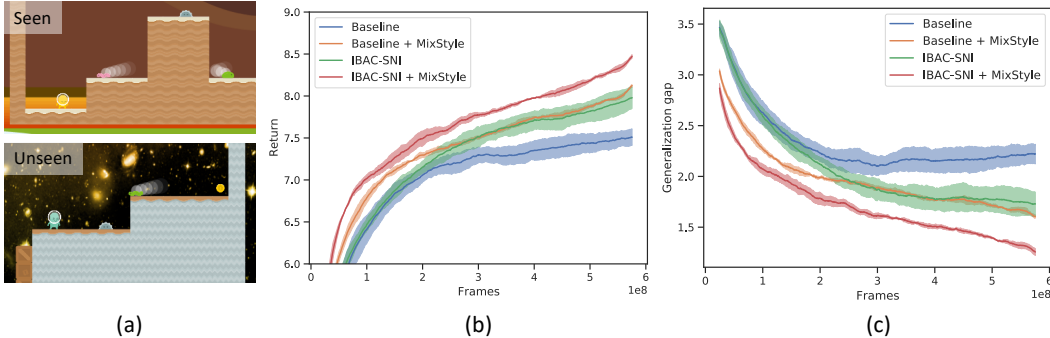 Seen
Unseen
(a)
9.0
8.5
8.0
7.5
7.0
6.5
6.0
Return
Baseline
Baseline + MixStyle
IBAC-SNI
IBAC-SNI + MixStyle
0 1 2 3 4 5 6
Frames
1e8
(b)
3.5
3.0
2.5
2.0
1.5
Generalization gap
Baseline
Baseline + MixStyle
IBAC-SNI
IBAC-SNI + MixStyle
0 1 2 3 4 5 6
Frames
1e8
(c)